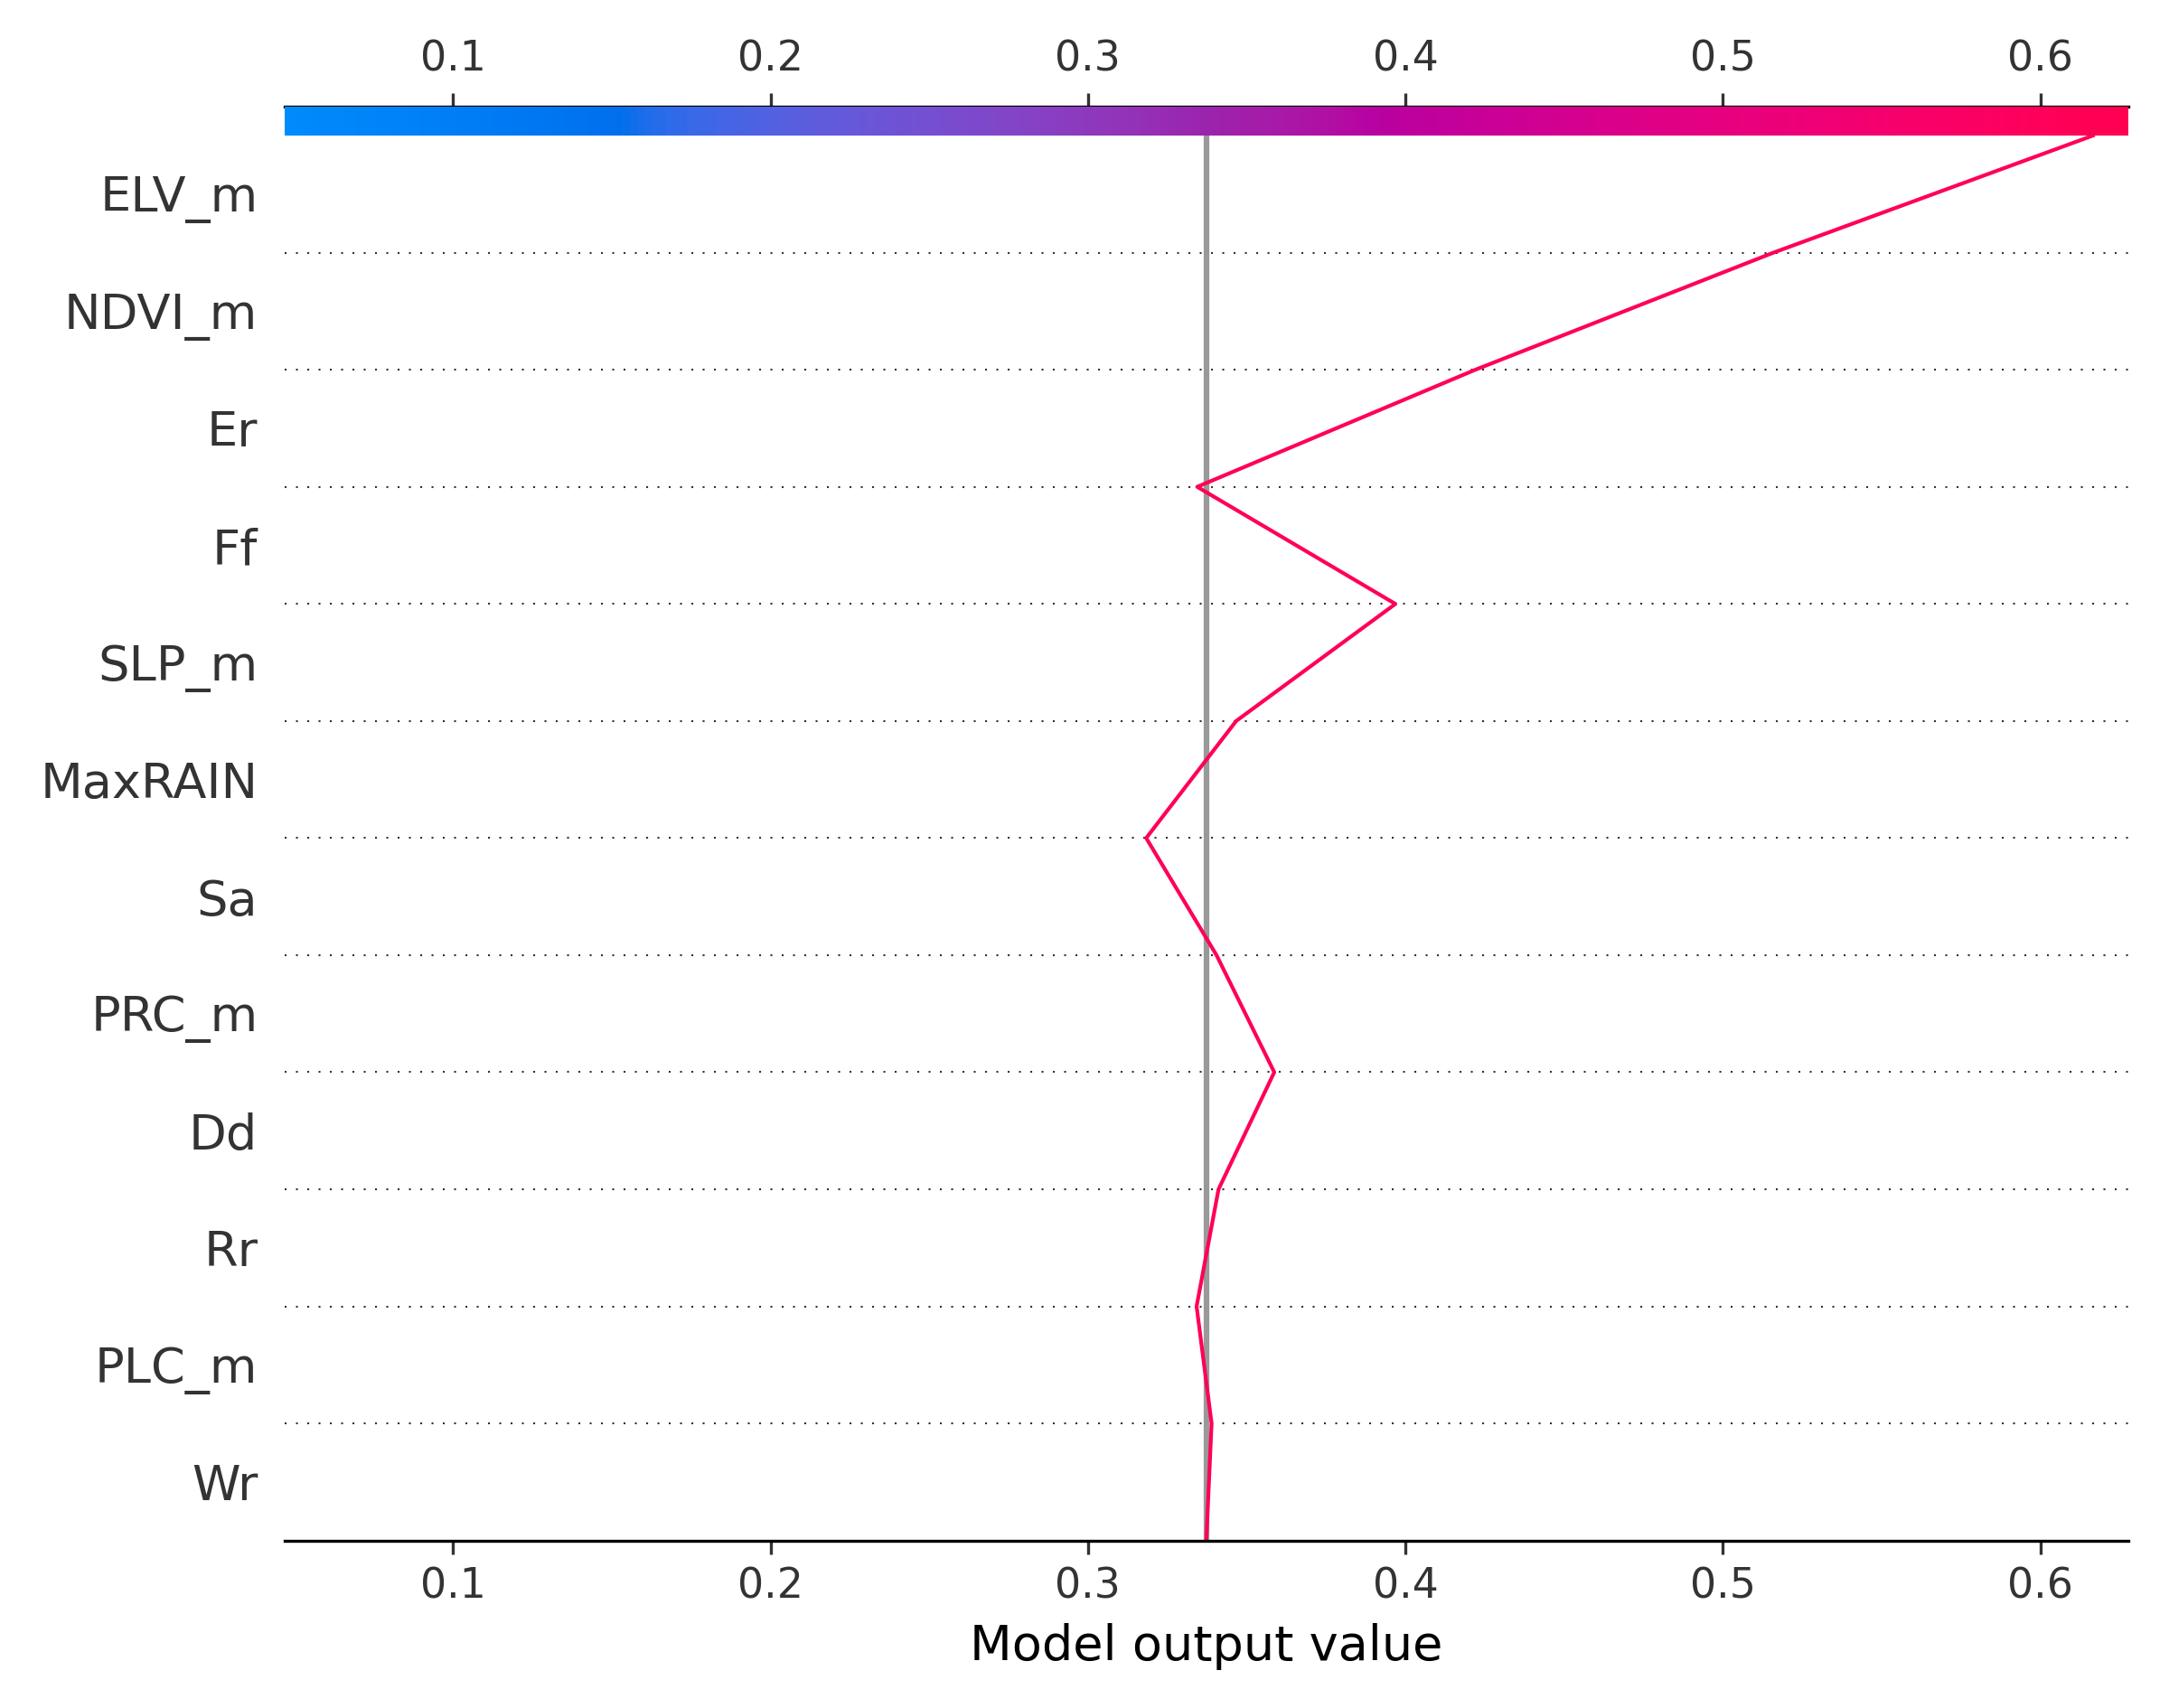 0.1 0.2 0.3 0.4 0.5 0.6
ELV_m
NDVI_m
Er
Ff
SLP_m
MaxRAIN
Sa
PRC_m
Dd
Rr
PLC_m
Wr
0.1 0.2 0.3 0.4 0.5 0.6
Model output value